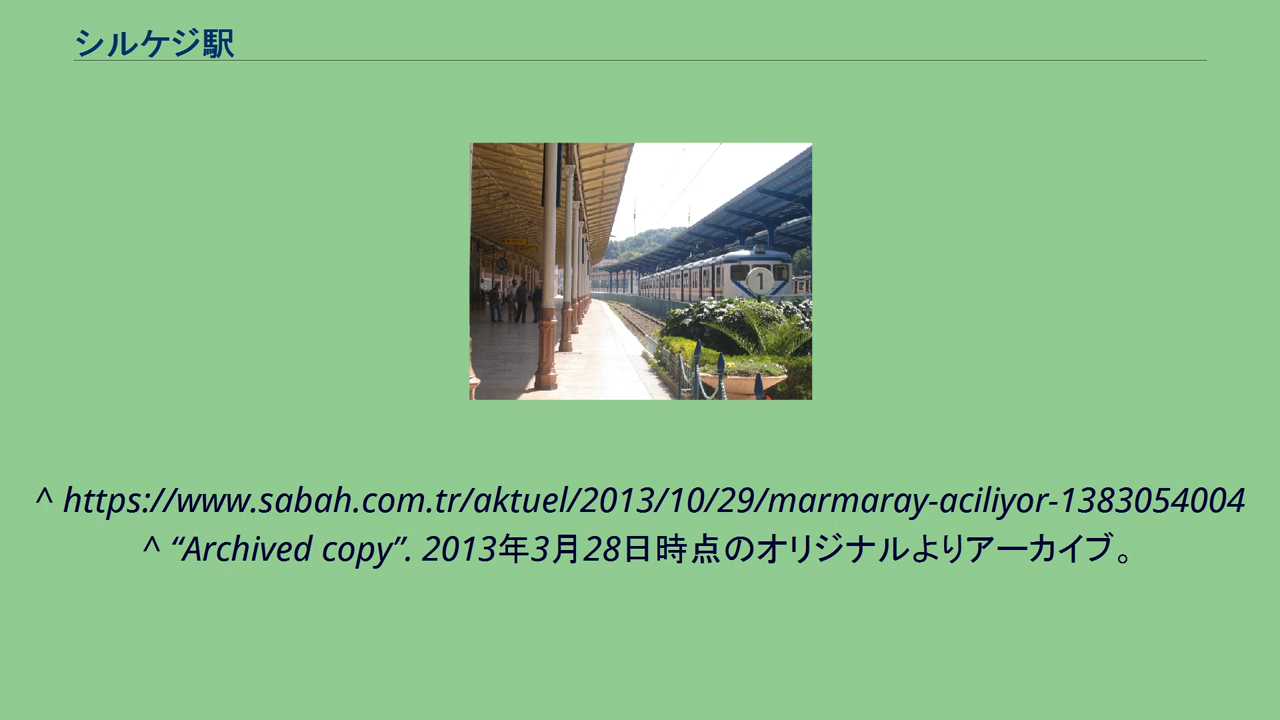 シルケジ駅
1
^ https://www.sabah.com.tr/aktuel/2013/10/29/marmaray-aciliyor-1383054004
^ “Archived copy”. 2013年3月28日時点のオリジナルよりアーカイブ。